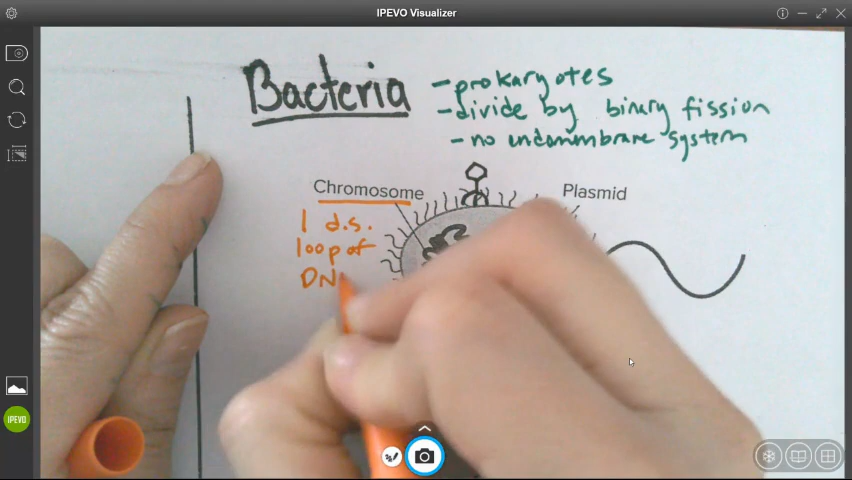 IPEVO Visualizer
Bacteria
- prokaryotes
- divide by binary fission
- no endomembrane system
Chromosome
Plasmid
1 d.s.
loop of
DN
IPEVO